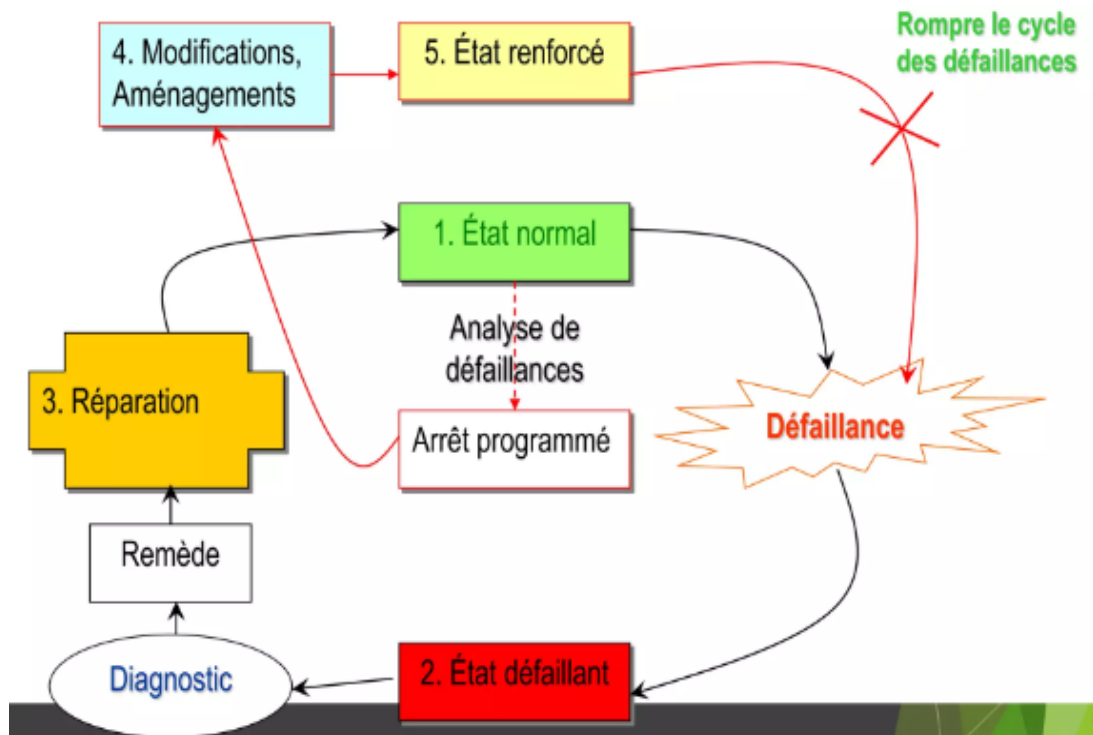 Rompre le cycle
des défaillances
4. Modifications,
Aménagements
5. État renforcé
1. État normal
Analyse de
défaillances
3. Réparation
Arrêt programmé
Défaillance
Remède
Diagnostic
2. État défaillant